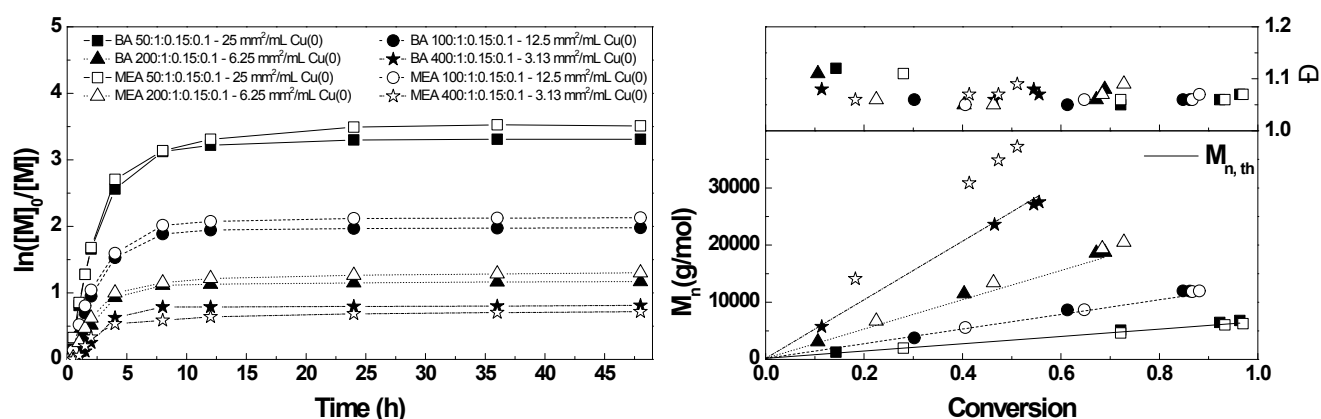 5
4
3
2
1
0
ln([M]₀/[M])
BA 50:1:0.15:0.1 - 25 mm²/mL Cu(0)
BA 100:1:0.15:0.1 - 12.5 mm²/mL Cu(0)
BA 200:1:0.15:0.1 - 6.25 mm²/mL Cu(0)
BA 400:1:0.15:0.1 - 3.13 mm²/mL Cu(0)
MEA 50:1:0.15:0.1 - 25 mm²/mL Cu(0)
MEA 100:1:0.15:0.1 - 12.5 mm²/mL Cu(0)
MEA 200:1:0.15:0.1 - 6.25 mm²/mL Cu(0)
MEA 400:1:0.15:0.1 - 3.13 mm²/mL Cu(0)
0 5 10 15 20 25 30 35 40 45
Time (h)
1.2
1.1
1.0
Đ
Mₙ, ₜₕ
30000
20000
10000
0
Mₙ(g/mol)
0.0 0.2 0.4 0.6 0.8 1.0
Conversion